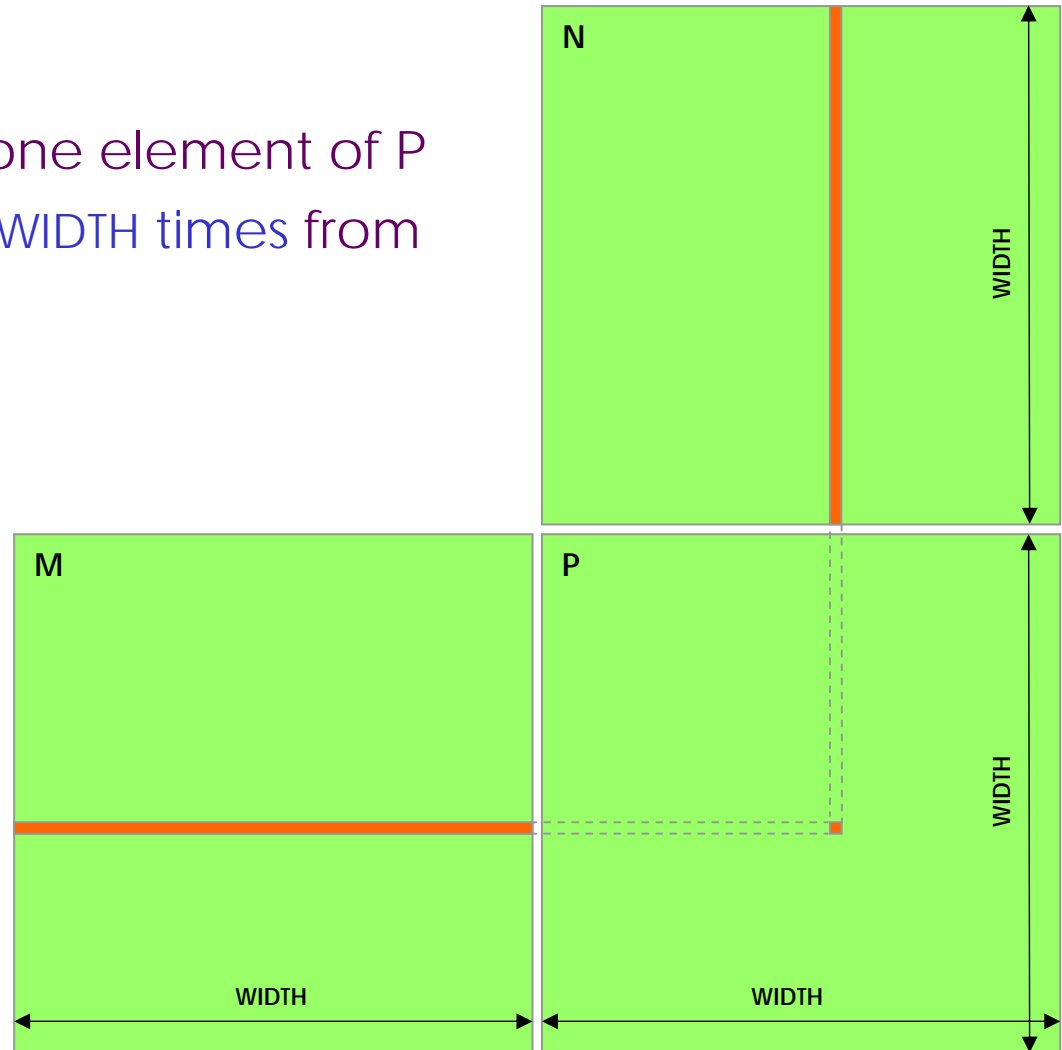 one element of P
WIDTH times from
N
WIDTH
M
P
WIDTH
WIDTH
WIDTH